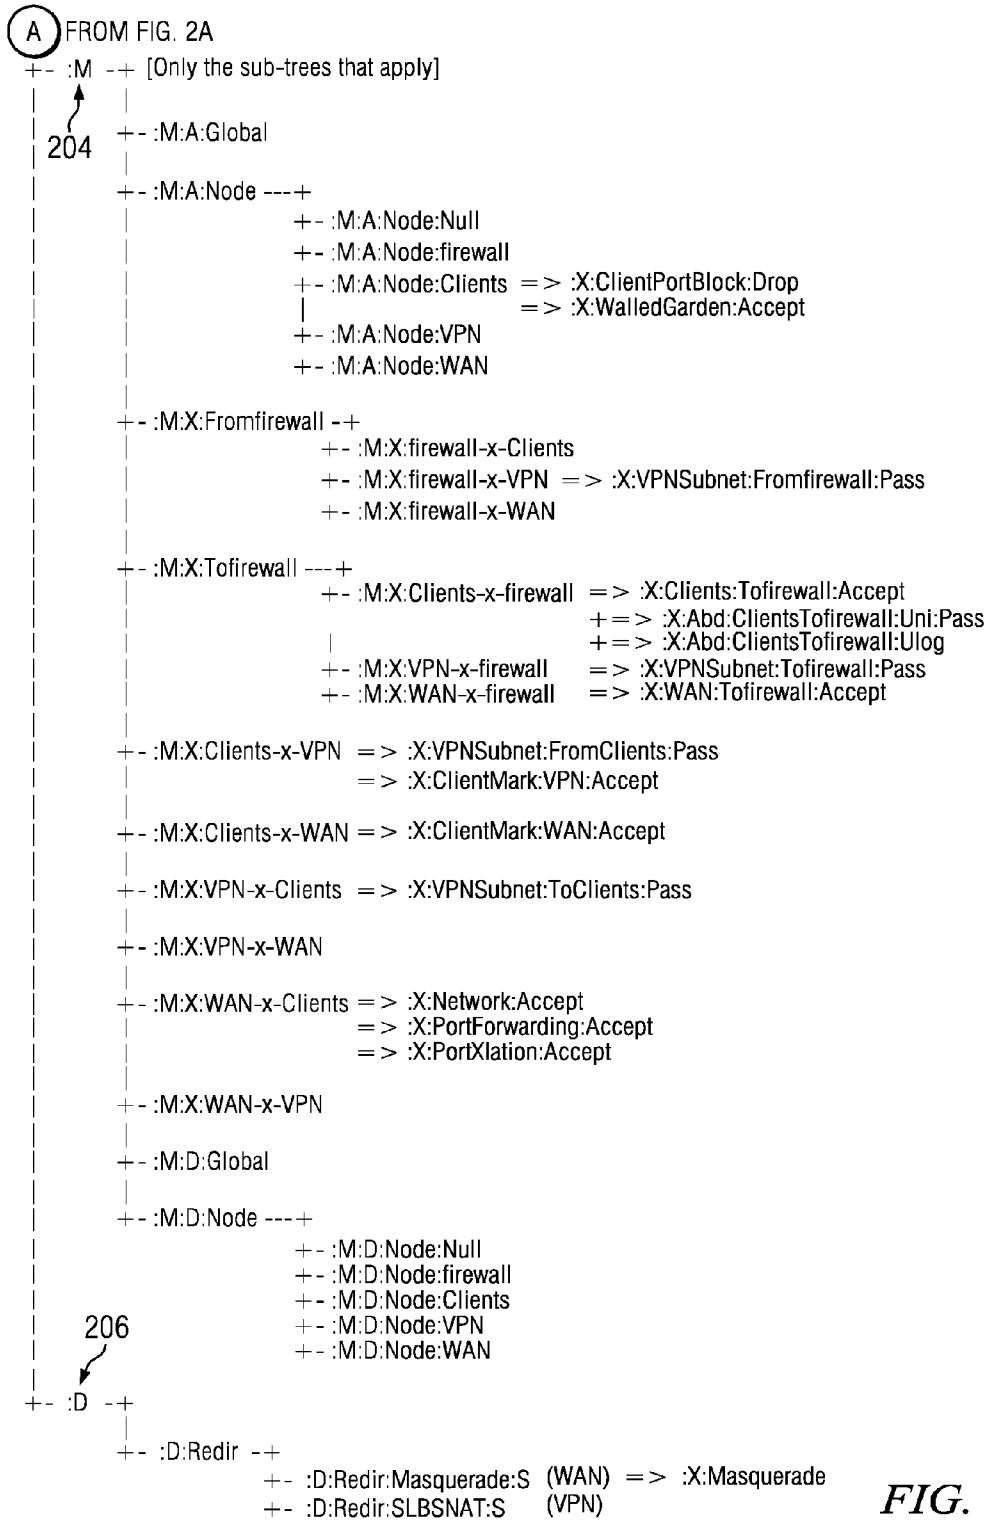 A FROM FIG. 2A
+- :M -+ [Only the sub-trees that apply]
204
+- :M:A:Global
+- :M:A:Node ---+
+- :M:A:Node:Null
+- :M:A:Node:firewall
+- :M:A:Node:Clients => :X:ClientPortBlock:Drop
| => :X:WalledGarden:Accept
+- :M:A:Node:VPN
+- :M:A:Node:WAN
+- :M:X:Fromfirewall -+
+- :M:X:firewall-x-Clients
+- :M:X:firewall-x-VPN => :X:VPNSubnet:Fromfirewall:Pass
+- :M:X:firewall-x-WAN
+- :M:X:Tofirewall ---+
+- :M:X:Clients-x-firewall => :X:Clients:Tofirewall:Accept
+=> :X:Abd:ClientsTofirewall:Uni:Pass
| +=> :X:Abd:ClientsTofirewall:Ulog
+- :M:X:VPN-x-firewall => :X:VPNSubnet:Tofirewall:Pass
+- :M:X:WAN-x-firewall => :X:WAN:Tofirewall:Accept
+- :M:X:Clients-x-VPN => :X:VPNSubnet:FromClients:Pass
=> :X:ClientMark:VPN:Accept
+- :M:X:Clients-x-WAN => :X:ClientMark:WAN:Accept
+- :M:X:VPN-x-Clients => :X:VPNSubnet:ToClients:Pass
+- :M:X:VPN-x-WAN
+- :M:X:WAN-x-Clients => :X:Network:Accept
=> :X:PortForwarding:Accept
=> :X:PortXlation:Accept
+- :M:X:WAN-x-VPN
+- :M:D:Global
+- :M:D:Node ---+
+- :M:D:Node:Null
+- :M:D:Node:firewall
+- :M:D:Node:Clients
+- :M:D:Node:VPN
+- :M:D:Node:WAN
206
+- :D -+
+- :D:Redir -+
+- :D:Redir:Masquerade:S (WAN) => :X:Masquerade
+- :D:Redir:SLBSNAT:S (VPN)
FIG.